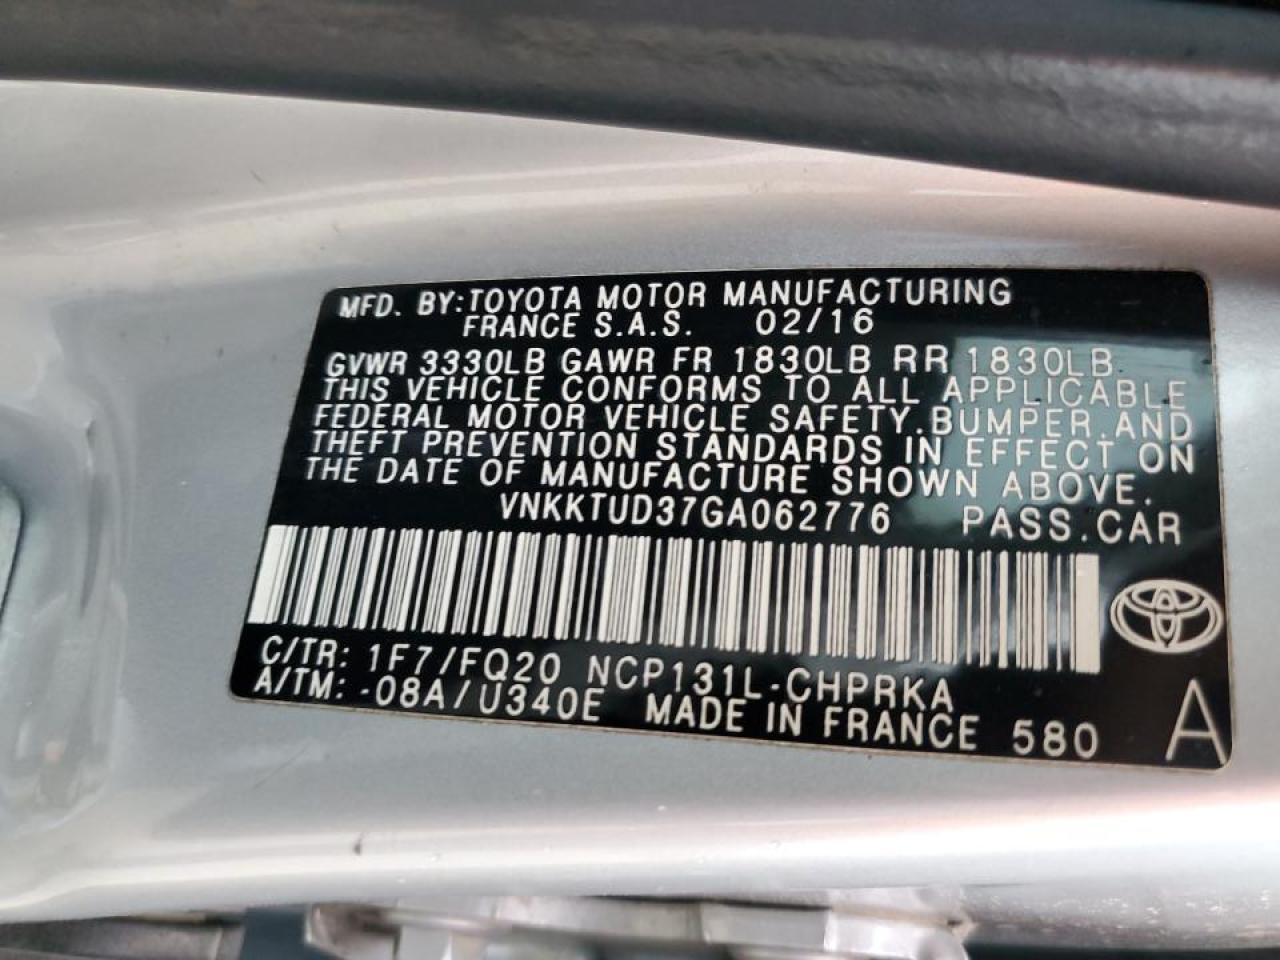 MFD. BY:TOYOTA MOTOR MANUFACTURING
FRANCE S.A.S. 02/16
GVWR 3330LB GAWR FR 1830LB RR 1830LB
THIS VEHICLE CONFORMS TO ALL APPLICABLE
FEDERAL MOTOR VEHICLE SAFETY.BUMPER.AND
THEFT PREVENTION STANDARDS IN EFFECT ON
THE DATE OF MANUFACTURE SHOWN ABOVE.
VNKKTUD37GA062776 PASS.CAR
C/TR: 1F7/FQ20 NCP131L-CHPRKA
A/TM: -08A/U340E MADE IN FRANCE 580 A